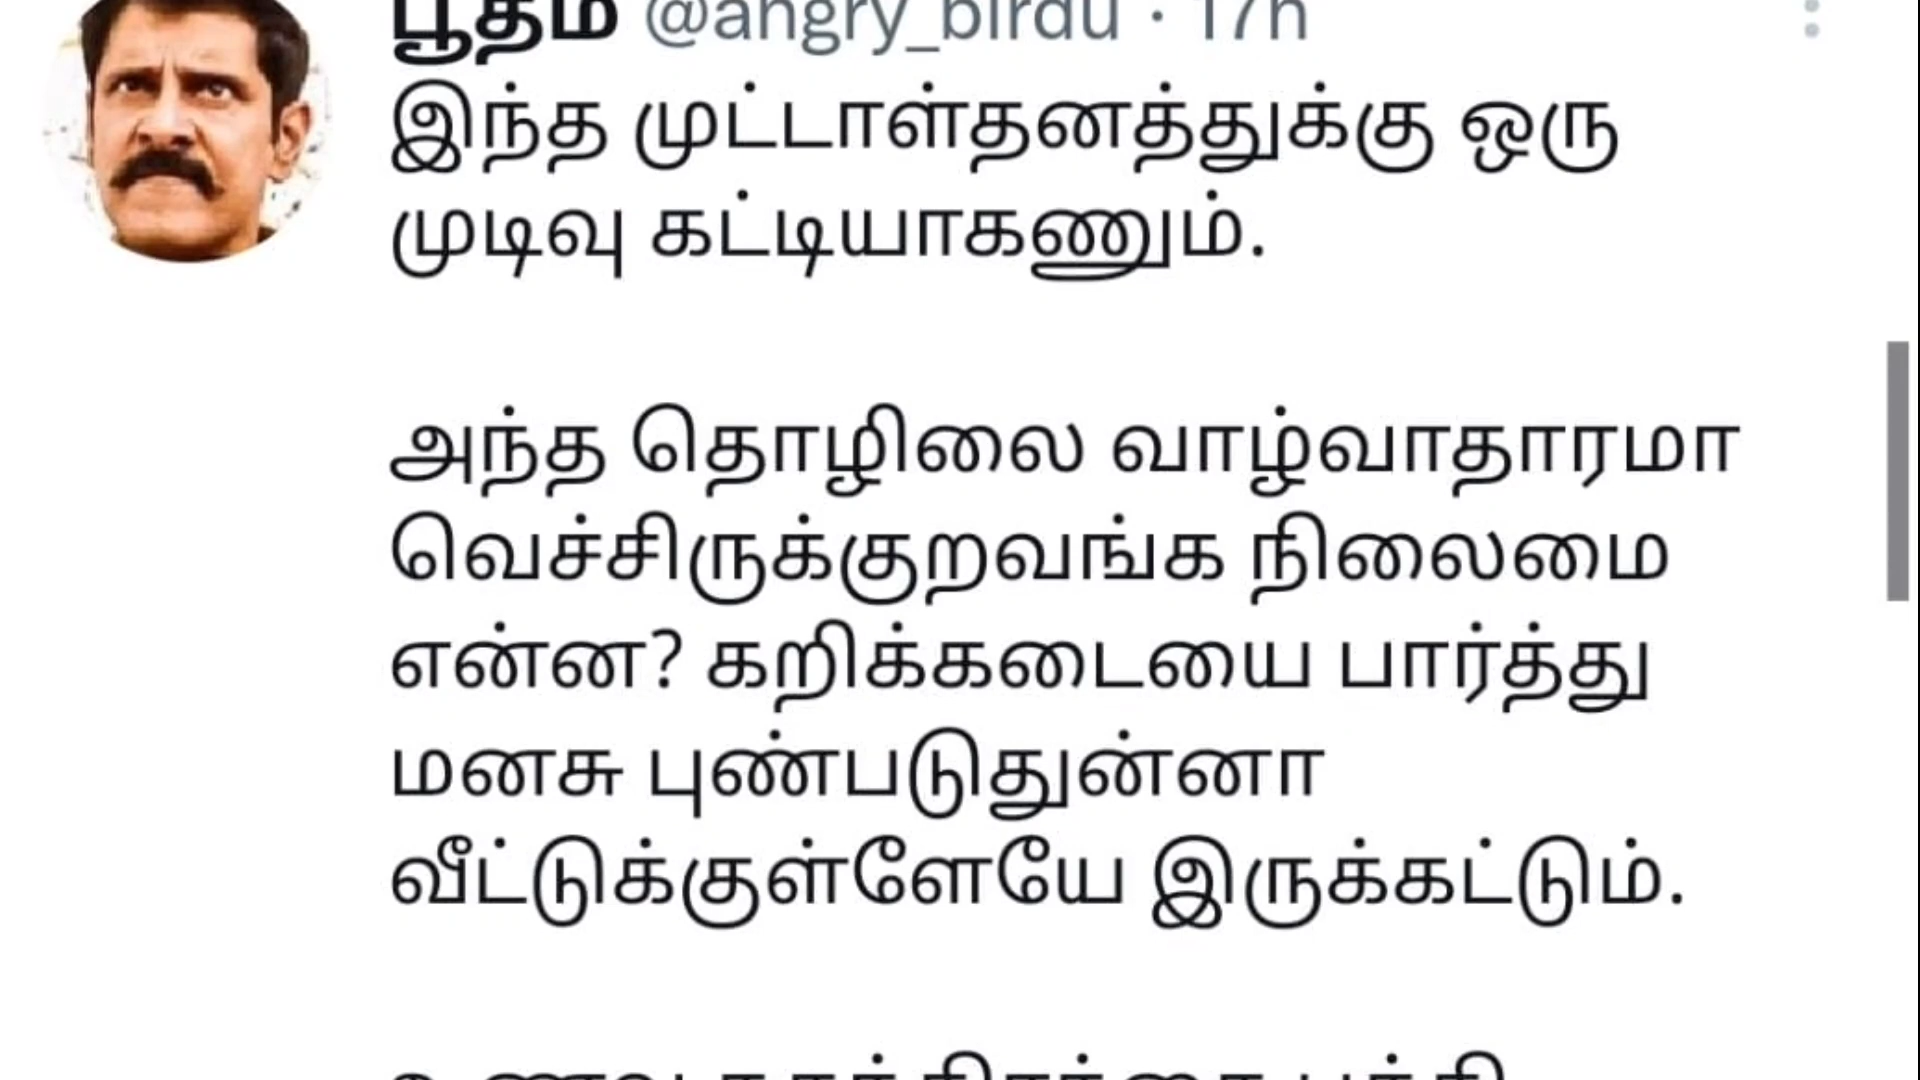 பூதம் @angry_birdu · 17h
இந்த முட்டாள்தனத்துக்கு ஒரு
முடிவு கட்டியாகணும்.
அந்த தொழிலை வாழ்வாதாரமா
வெச்சிருக்குறவங்க நிலைமை
என்ன? கறிக்கடையை பார்த்து
மனசு புண்படுதுன்னா
வீட்டுக்குள்ளேயே இருக்கட்டும்.